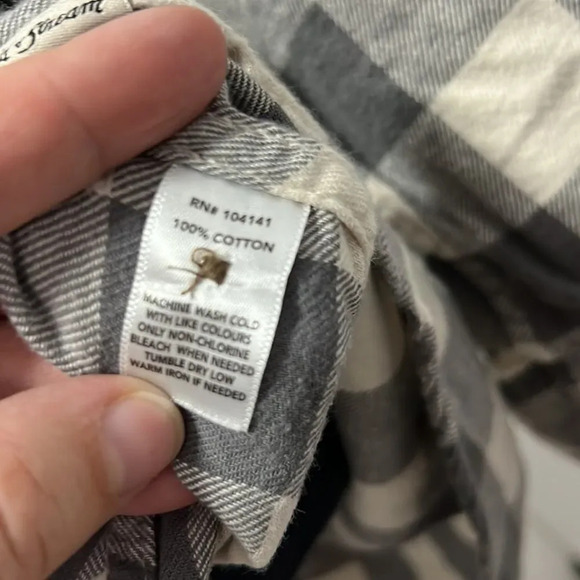 Stream
RN# 104141
100% COTTON
MACHINE WASH COLD
WITH LIKE COLOURS
ONLY NON-CHLORINE
BLEACH WHEN NEEDED
TUMBLE DRY LOW
WARM IRON IF NEEDED